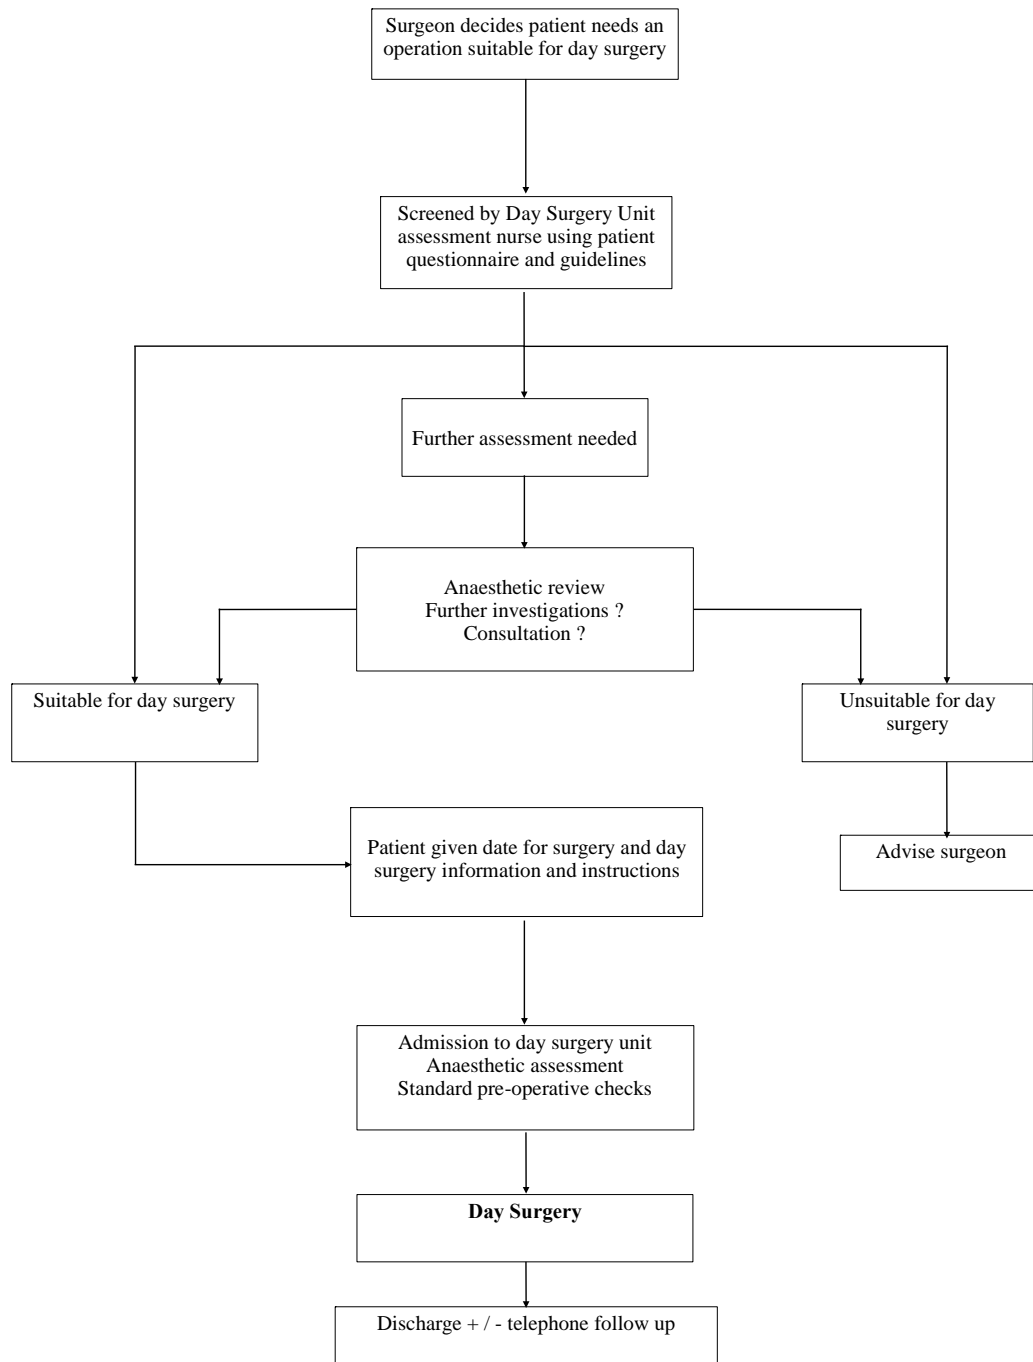 Surgeon decides patient needs an
operation suitable for day surgery
Screened by Day Surgery Unit
assessment nurse using patient
questionnaire and guidelines
Further assessment needed
Anaesthetic review
Further investigations ?
Consultation ?
Suitable for day surgery
Unsuitable for day
surgery
Patient given date for surgery and day
surgery information and instructions
Advise surgeon
Admission to day surgery unit
Anaesthetic assessment
Standard pre-operative checks
Day Surgery
Discharge + / - telephone follow up